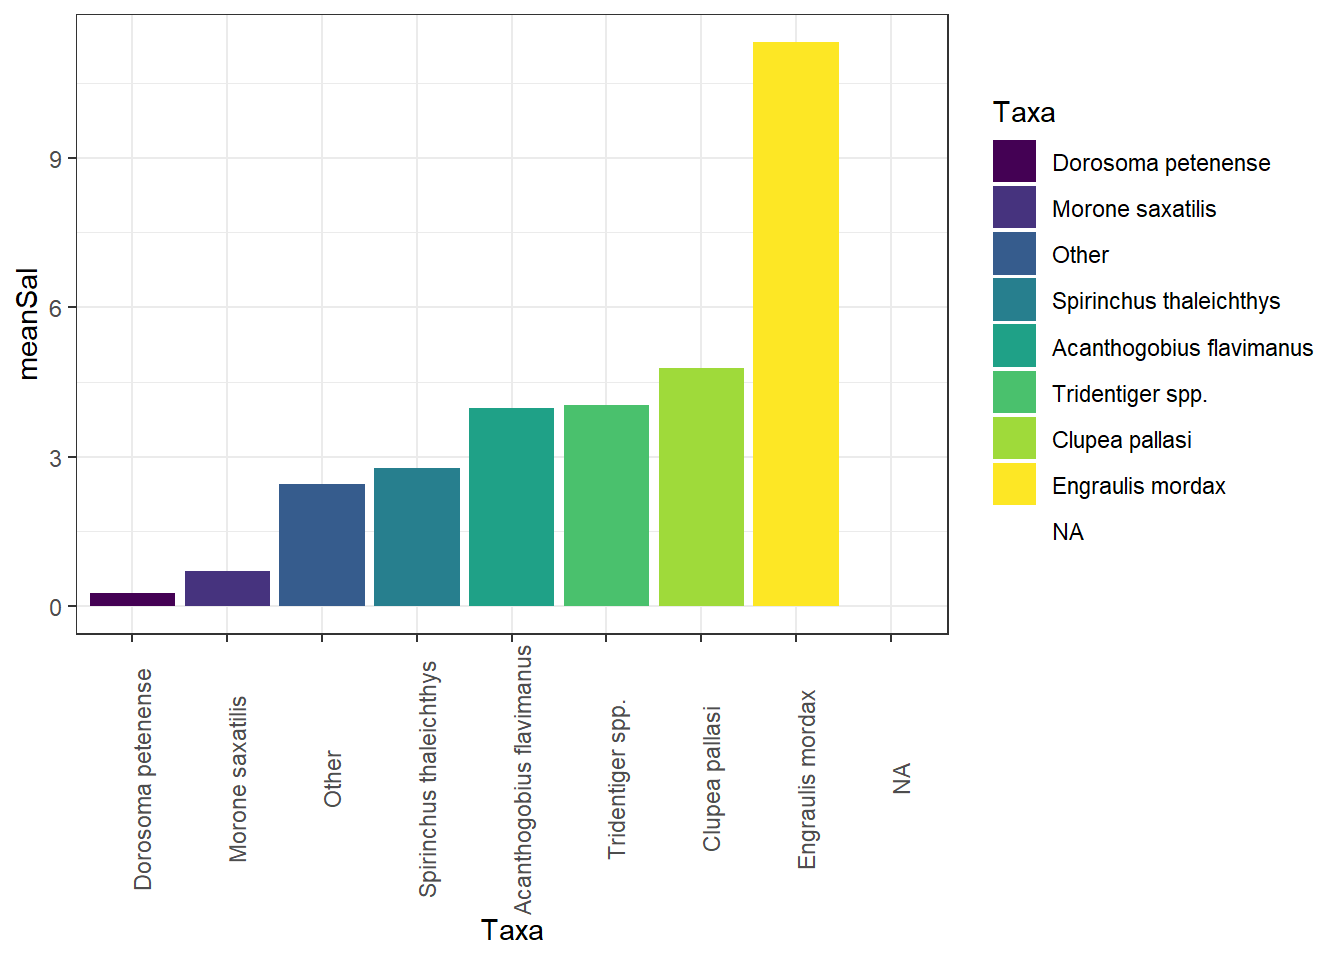 meanSal
9
6
3
0
Dorosoma petenense
Morone saxatilis
Other
Spirinchus thaleichthys
Acanthogobius flavimanus
Tridentiger spp.
Clupea pallasi
Engraulis mordax
NA
Taxa
Taxa
Dorosoma petenense
Morone saxatilis
Other
Spirinchus thaleichthys
Acanthogobius flavimanus
Tridentiger spp.
Clupea pallasi
Engraulis mordax
NA